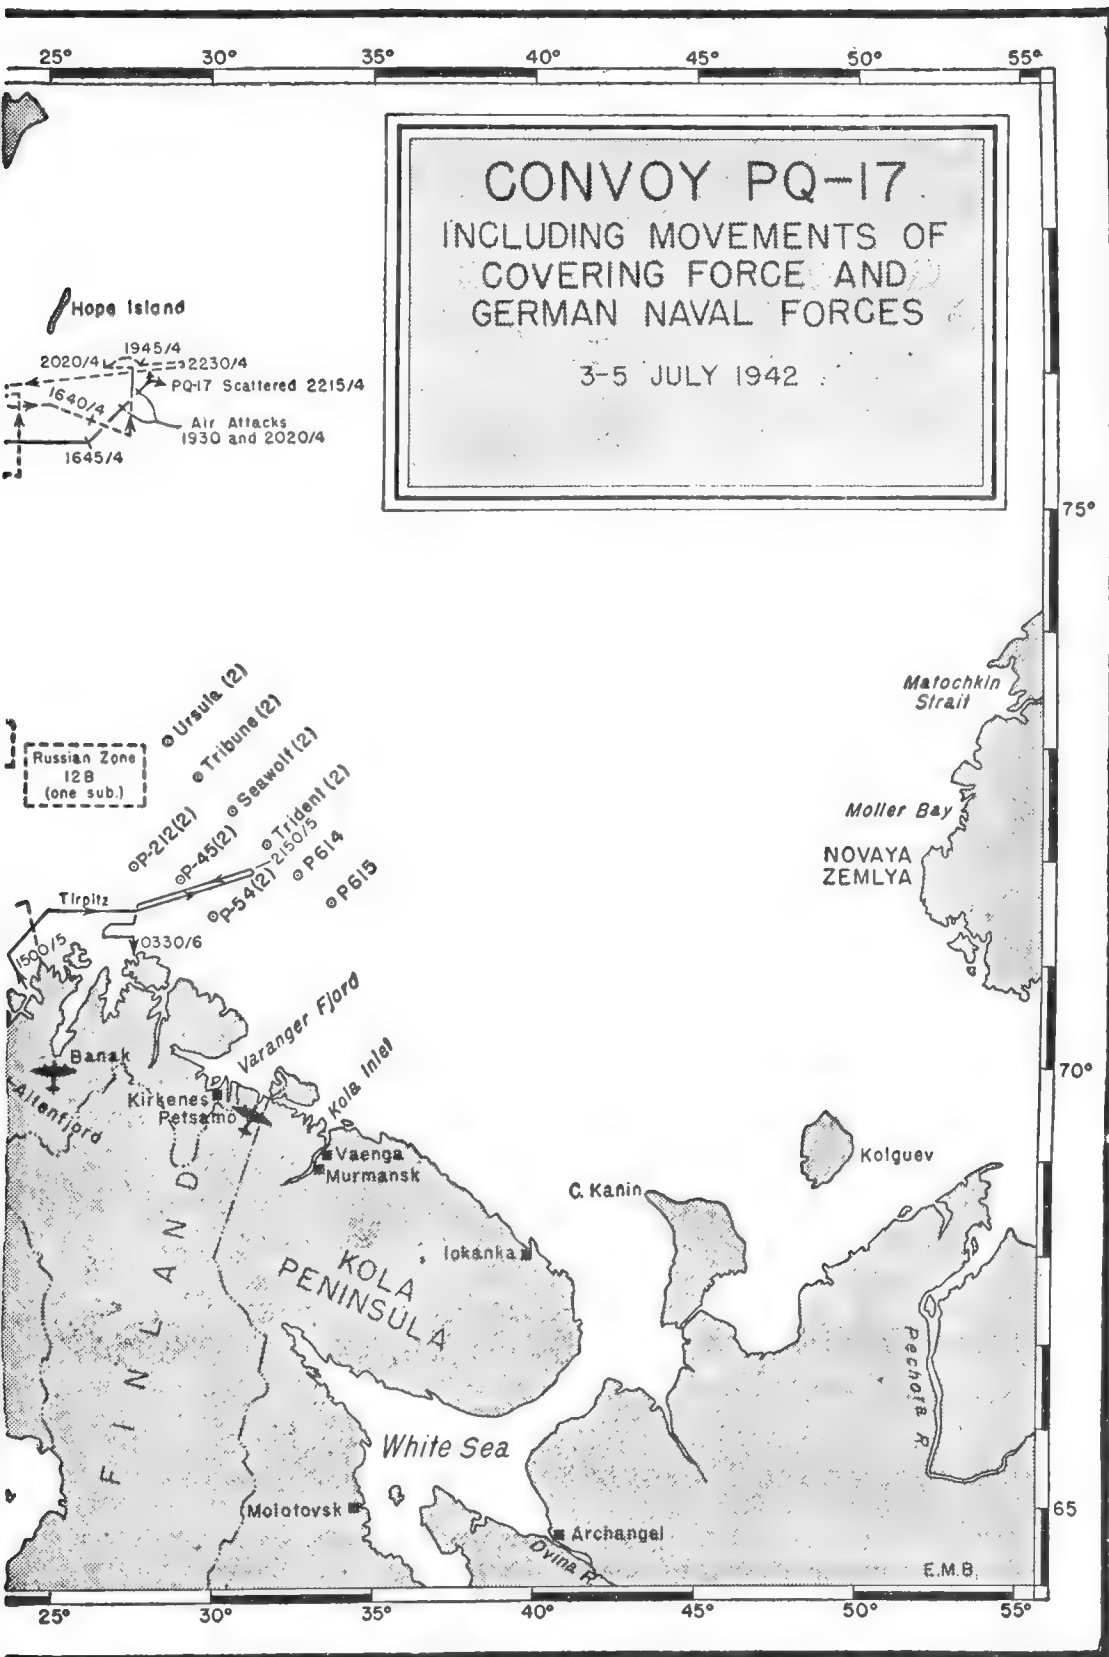 25° 30° 35° 40° 45° 50° 55°
CONVOY PQ-17
INCLUDING MOVEMENTS OF
COVERING FORCE AND
GERMAN NAVAL FORCES
3-5 JULY 1942
Hope Island
1945/4
2020/4
2230/4
PQ-17 Scattered 2215/4
1640/4
Air Attacks
1930 and 2020/4
1645/4
75°
Matochkin
Strait
Ursula (2)
Tribune (2)
Seawolf (2)
Trident (2)
Russian Zone
12B
(one sub.)
P-212(2)
P-45(2)
2150/5
P614
P-54(2)
P615
Moller Bay
NOVAYA
ZEMLYA
Tirpitz
1500/5
0330/6
Varanger Fjord
Banak
70°
Altenfjord
Kirkenes
Petsamo
Kola Inlet
Vaenga
Murmansk
Kolguev
C. Kanin
Iokanka
KOLA
PENINSULA
FINLAND
Pechora R.
White Sea
Molotovsk
Archangel
Dvina R.
65
E.M.B.
25° 30° 35° 40° 45° 50° 55°